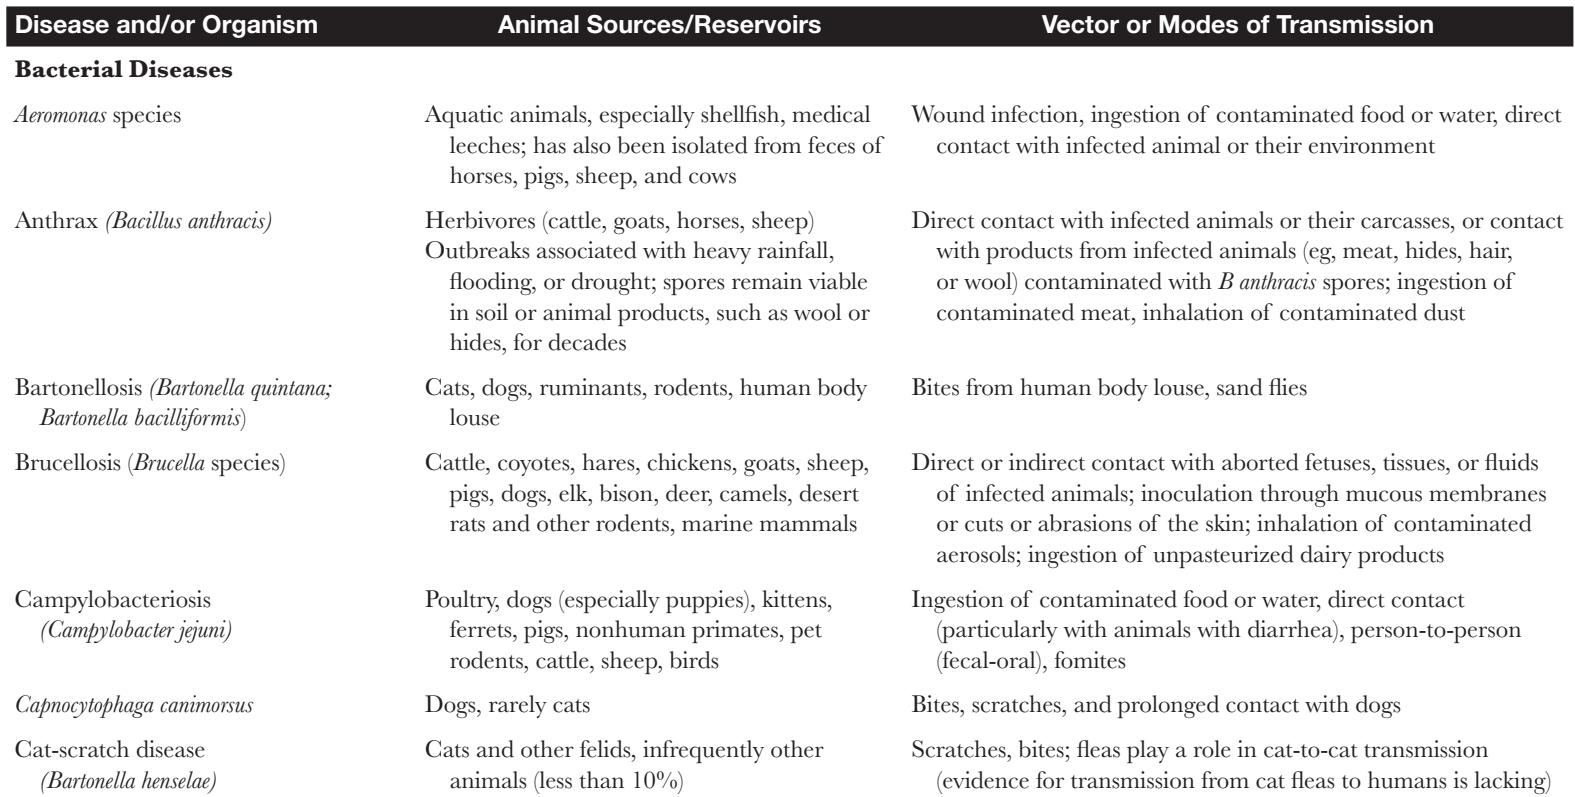 Disease and/or Organism Animal Sources/Reservoirs Vector or Modes of Transmission
Bacterial Diseases
Aeromonas species
Aquatic animals, especially shellfish, medical
leeches; has also been isolated from feces of
horses, pigs, sheep, and cows
Wound infection, ingestion of contaminated food or water, direct
contact with infected animal or their environment
Anthrax (Bacillus anthracis)
Herbivores (cattle, goats, horses, sheep)
Outbreaks associated with heavy rainfall,
flooding, or drought; spores remain viable
in soil or animal products, such as wool or
hides, for decades
Direct contact with infected animals or their carcasses, or contact
with products from infected animals (eg, meat, hides, hair,
or wool) contaminated with B anthracis spores; ingestion of
contaminated meat, inhalation of contaminated dust
Bartonellosis (Bartonella quintana;
Bartonella bacilliformis)
Cats, dogs, ruminants, rodents, human body
louse
Bites from human body louse, sand flies
Brucellosis (Brucella species)
Cattle, coyotes, hares, chickens, goats, sheep,
pigs, dogs, elk, bison, deer, camels, desert
rats and other rodents, marine mammals
Direct or indirect contact with aborted fetuses, tissues, or fluids
of infected animals; inoculation through mucous membranes
or cuts or abrasions of the skin; inhalation of contaminated
aerosols; ingestion of unpasteurized dairy products
Campylobacteriosis
(Campylobacter jejuni)
Poultry, dogs (especially puppies), kittens,
ferrets, pigs, nonhuman primates, pet
rodents, cattle, sheep, birds
Ingestion of contaminated food or water, direct contact
(particularly with animals with diarrhea), person-to-person
(fecal-oral), fomites
Capnocytophaga canimorsus
Dogs, rarely cats
Bites, scratches, and prolonged contact with dogs
Cat-scratch disease
(Bartonella henselae)
Cats and other felids, infrequently other
animals (less than 10%)
Scratches, bites; fleas play a role in cat-to-cat transmission
(evidence for transmission from cat fleas to humans is lacking)